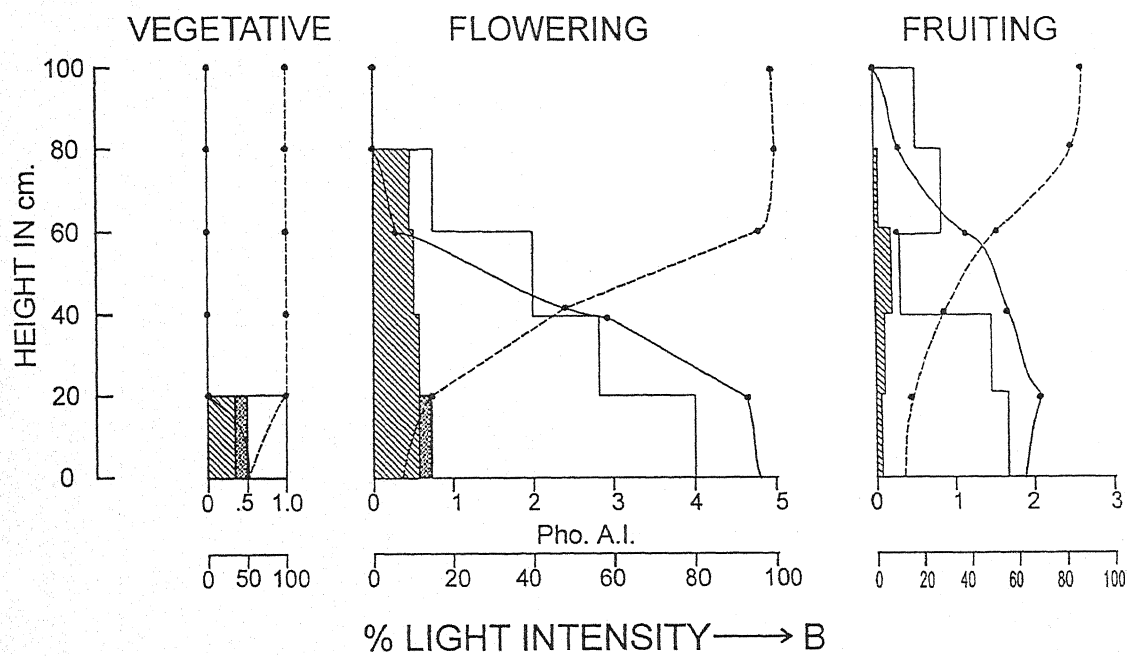 VEGETATIVE FLOWERING FRUITING
100
80
60
40
20
0
HEIGHT IN cm.
0 .5 1.0 0 1 2 3 4 5 0 1 2 3
Pho. A.I.
0 50 100 0 20 40 60 80 100 0 20 40 60 80 100
% LIGHT INTENSITY → B